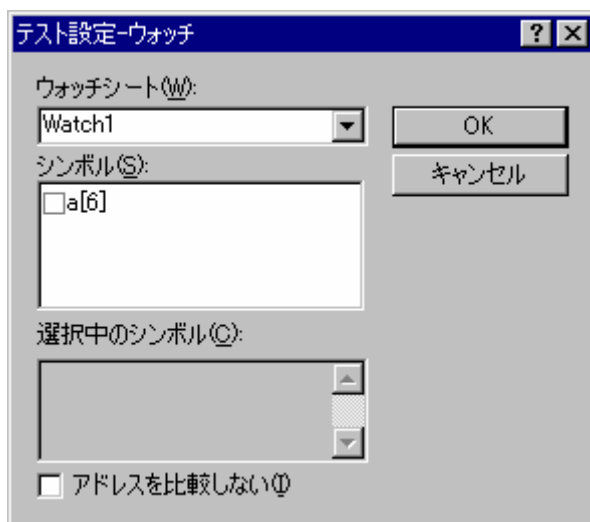 テスト設定-ウォッチ
ウォッチシート(W):
Watch1
OK
シンボル(S):
キャンセル
a[6]
選択中のシンボル(C):
アドレスを比較しない(I)